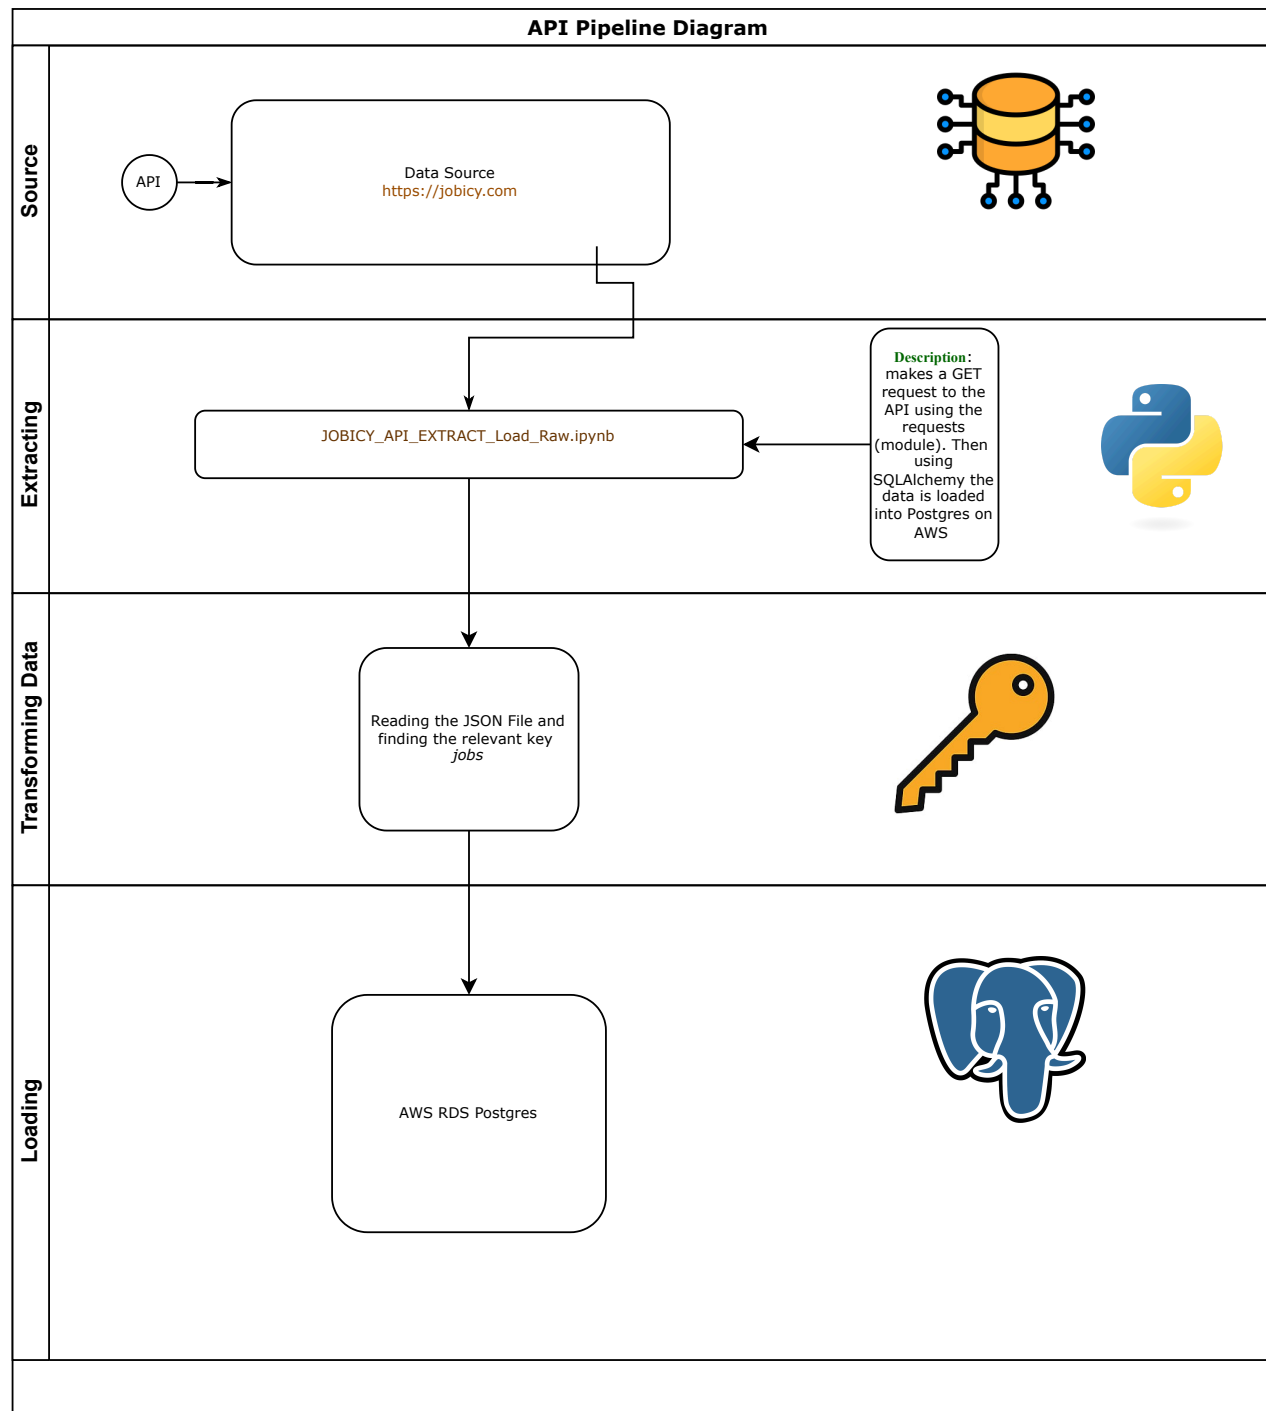 API Pipeline Diagram
Source
API
Data Source
https://jobicy.com
Extracting
JOBICY_API_EXTRACT_Load_Raw.ipynb
Description:
makes a GET
request to the
API using the
requests
(module). Then
using
SQLAlchemy the
data is loaded
into Postgres on
AWS
Transforming Data
Reading the JSON File and
finding the relevant key
jobs
Loading
AWS RDS Postgres